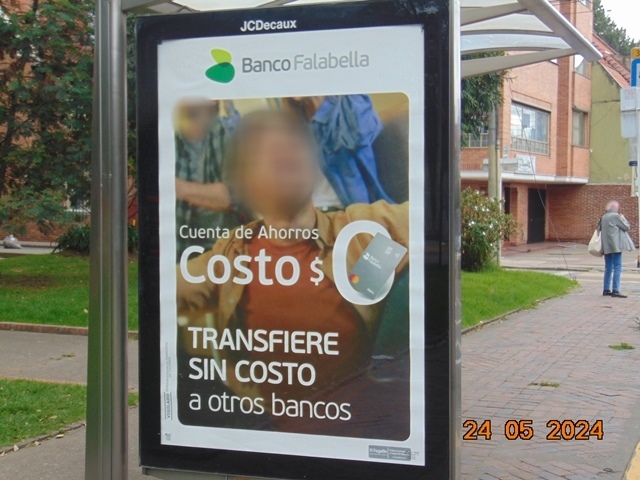 JCDecaux
Banco Falabella
Cuenta de Ahorros
Costo $0
TRANSFIERE
SIN COSTO
a otros bancos
24 05 2024